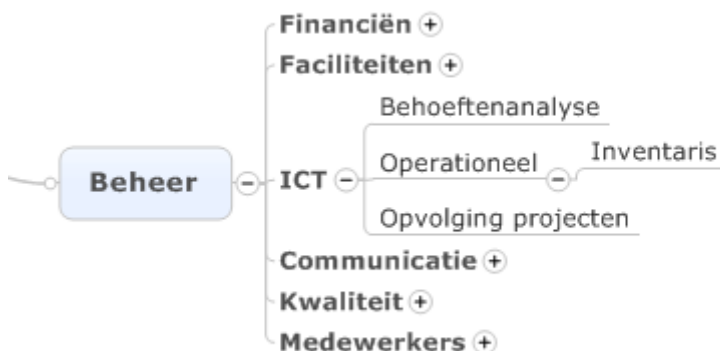 Financiën
Faciliteiten
Behoeftenanalyse
Beheer
ICT
Operationeel
Inventaris
Opvolging projecten
Communicatie
Kwaliteit
Medewerkers